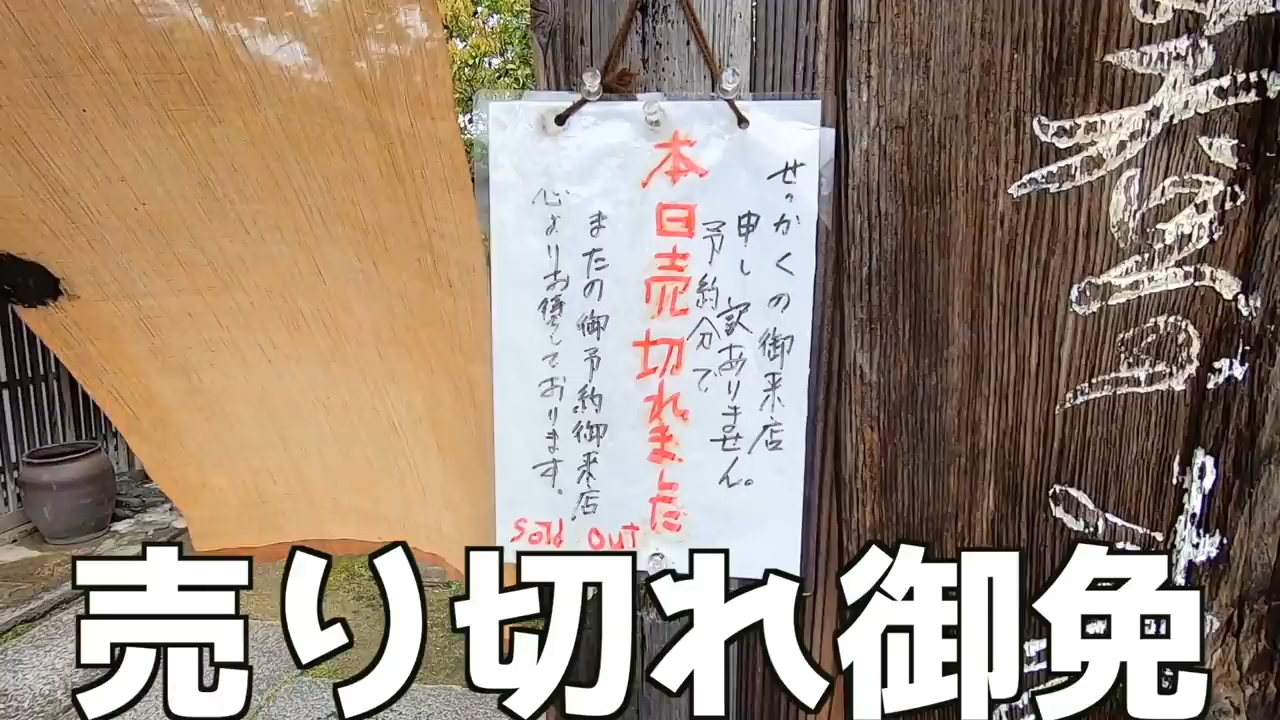 せっかくの御来店
申し訳ありません。
予約分で
本日売切れました
またの御予約御来店
心よりお待ちしております。
Sold out
売り切れ御免